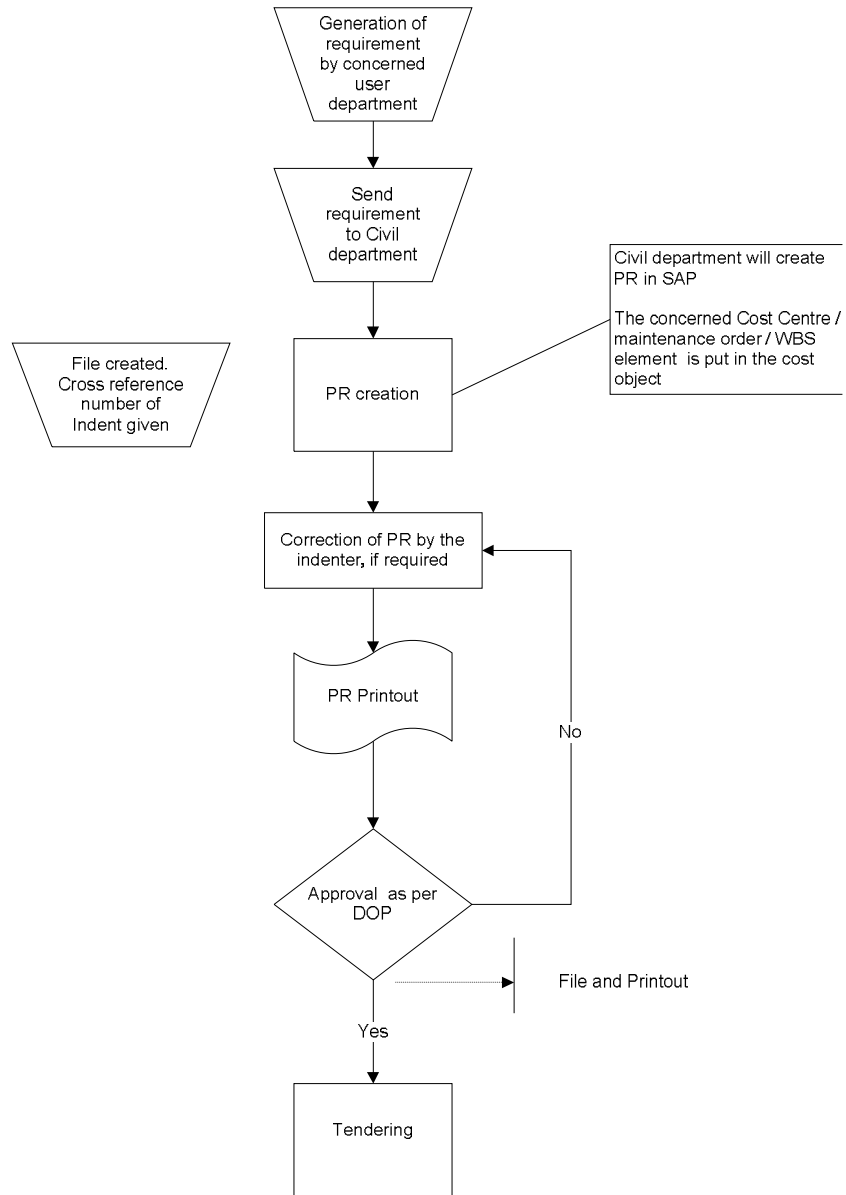 Generation of
requirement
by concerned
user
department
Send
requirement
to Civil
department
Civil department will create
PR in SAP
The concerned Cost Centre /
maintenance order / WBS
element is put in the cost
object
File created.
Cross reference
number of
Indent given
PR creation
Correction of PR by the
indenter, if required
PR Printout
No
Approval as per
DOP
File and Printout
Yes
Tendering